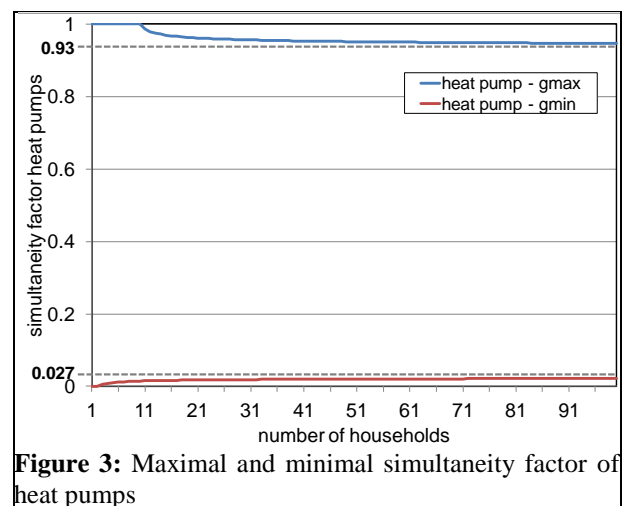 1
0.93
0.8
0.6
0.4
0.2
0.027
0
simultaneity factor heat pumps
heat pump - gmax
heat pump - gmin
1 11 21 31 41 51 61 71 81 91
number of households
Figure 3: Maximal and minimal simultaneity factor of
heat pumps